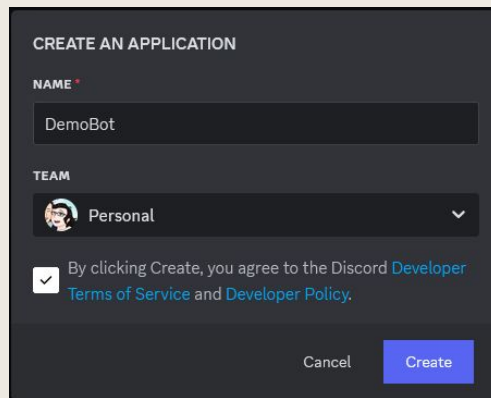 CREATE AN APPLICATION
NAME *
DemoBot
TEAM
Personal
By clicking Create, you agree to the Discord Developer
Terms of Service and Developer Policy.
Cancel
Create